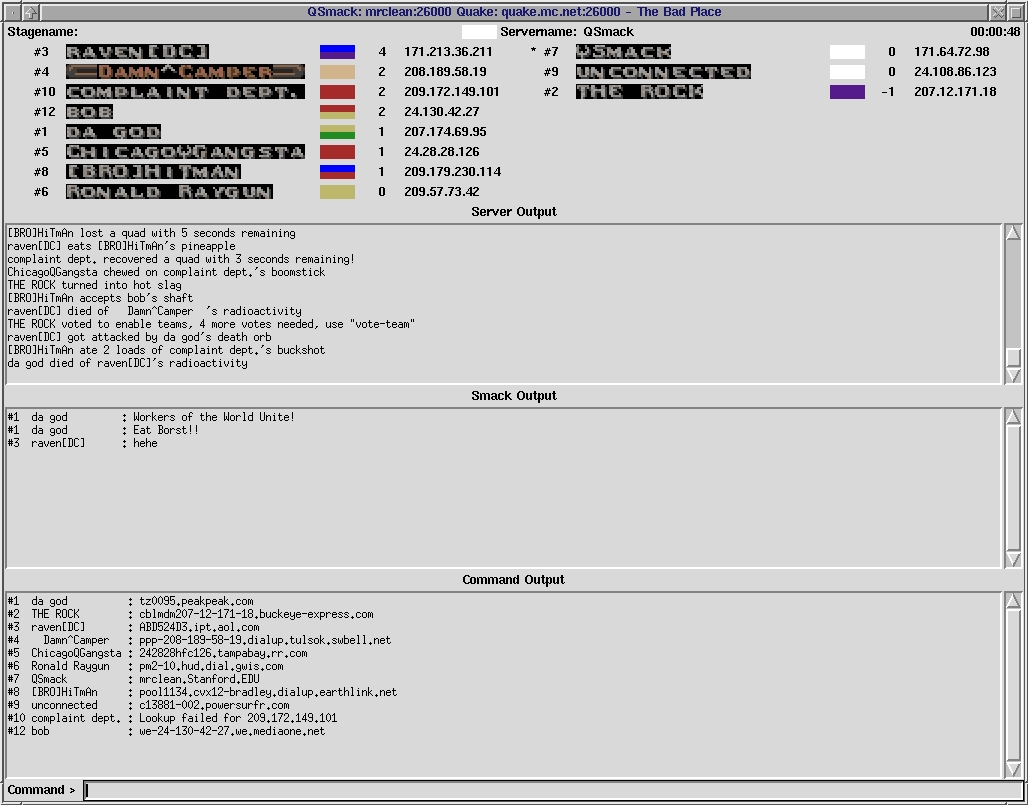 QSmack: mrclean:26000 Quake: quake.mc.net:26000 - The Bad Place
Stagename: Servername: QSmack 00:00:48
#3 RAVEN[DC] 4 171.213.36.211 * #7 QSMACK 0 171.64.72.98
#4 DAMN^CAMPER 2 208.189.58.19 #9 UNCONNECTED 0 24.108.86.123
#10 COMPLAINT DEPT. 2 209.172.149.101 #2 THE ROCK -1 207.12.171.18
#12 BOB 2 24.130.42.27
#1 DA GOD 1 207.174.69.95
#5 CHICAGOQGANGSTA 1 24.28.28.126
#8 [BRO]HITMAN 1 209.179.230.114
#6 RONALD RAYGUN 0 209.57.73.42
Server Output
[BRO]HiTmAn lost a quad with 5 seconds remaining
raven[DC] eats [BRO]HiTmAn's pineapple
complaint dept. recovered a quad with 3 seconds remaining!
ChicagoQGangsta chewed on complaint dept.'s boomstick
THE ROCK turned into hot slag
[BRO]HiTmAn accepts bob's shaft
raven[DC] died of Damn^Camper 's radioactivity
THE ROCK voted to enable teams, 4 more votes needed, use "vote-team"
raven[DC] got attacked by da god's death orb
[BRO]HiTmAn ate 2 loads of complaint dept.'s buckshot
da god died of raven[DC]'s radioactivity
Smack Output
#1 da god : Workers of the World Unite!
#1 da god : Eat Borst!!
#3 raven[DC] : hehe
Command Output
#1 da god : tz0095.peakpeak.com
#2 THE ROCK : cblmdm207-12-171-18.buckeye-express.com
#3 raven[DC] : ABD524D3.ipt.aol.com
#4 Damn^Camper : ppp-208-189-58-19.dialup.tulsok.swbell.net
#5 ChicagoQGangsta : 242828hfc126.tampabay.rr.com
#6 Ronald Raygun : pm2-10.hud.dial.gwis.com
#7 QSmack : mrclean.Stanford.EDU
#8 [BRO]HiTmAn : pool1134.cvx12-bradley.dialup.earthlink.net
#9 unconnected : c13881-002.powersurfr.com
#10 complaint dept. : Lookup failed for 209.172.149.101
#12 bob : we-24-130-42-27.we.mediaone.net
Command >